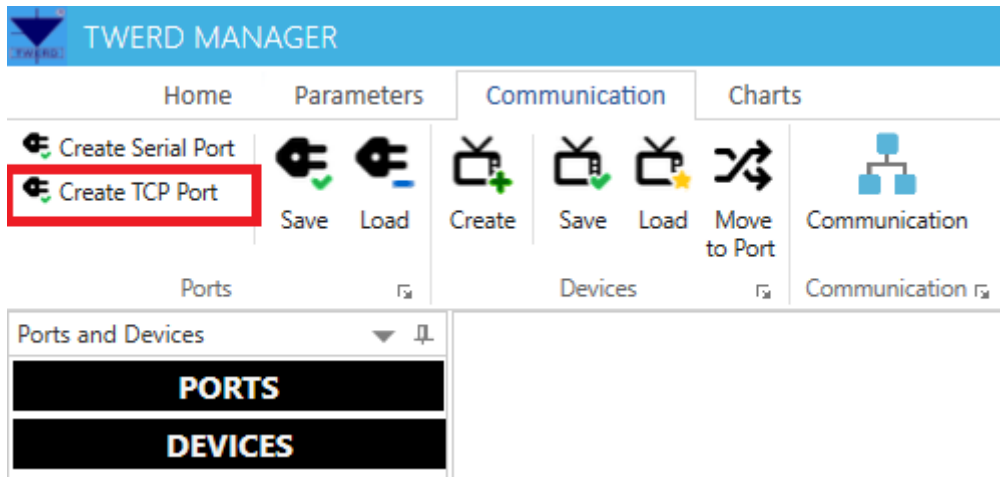 TWERD
TWERD MANAGER
Home Parameters Communication Charts
Create Serial Port
Create TCP Port
Save Load Create Save Load Move to Port Communication
Ports Devices Communication
Ports and Devices
PORTS
DEVICES